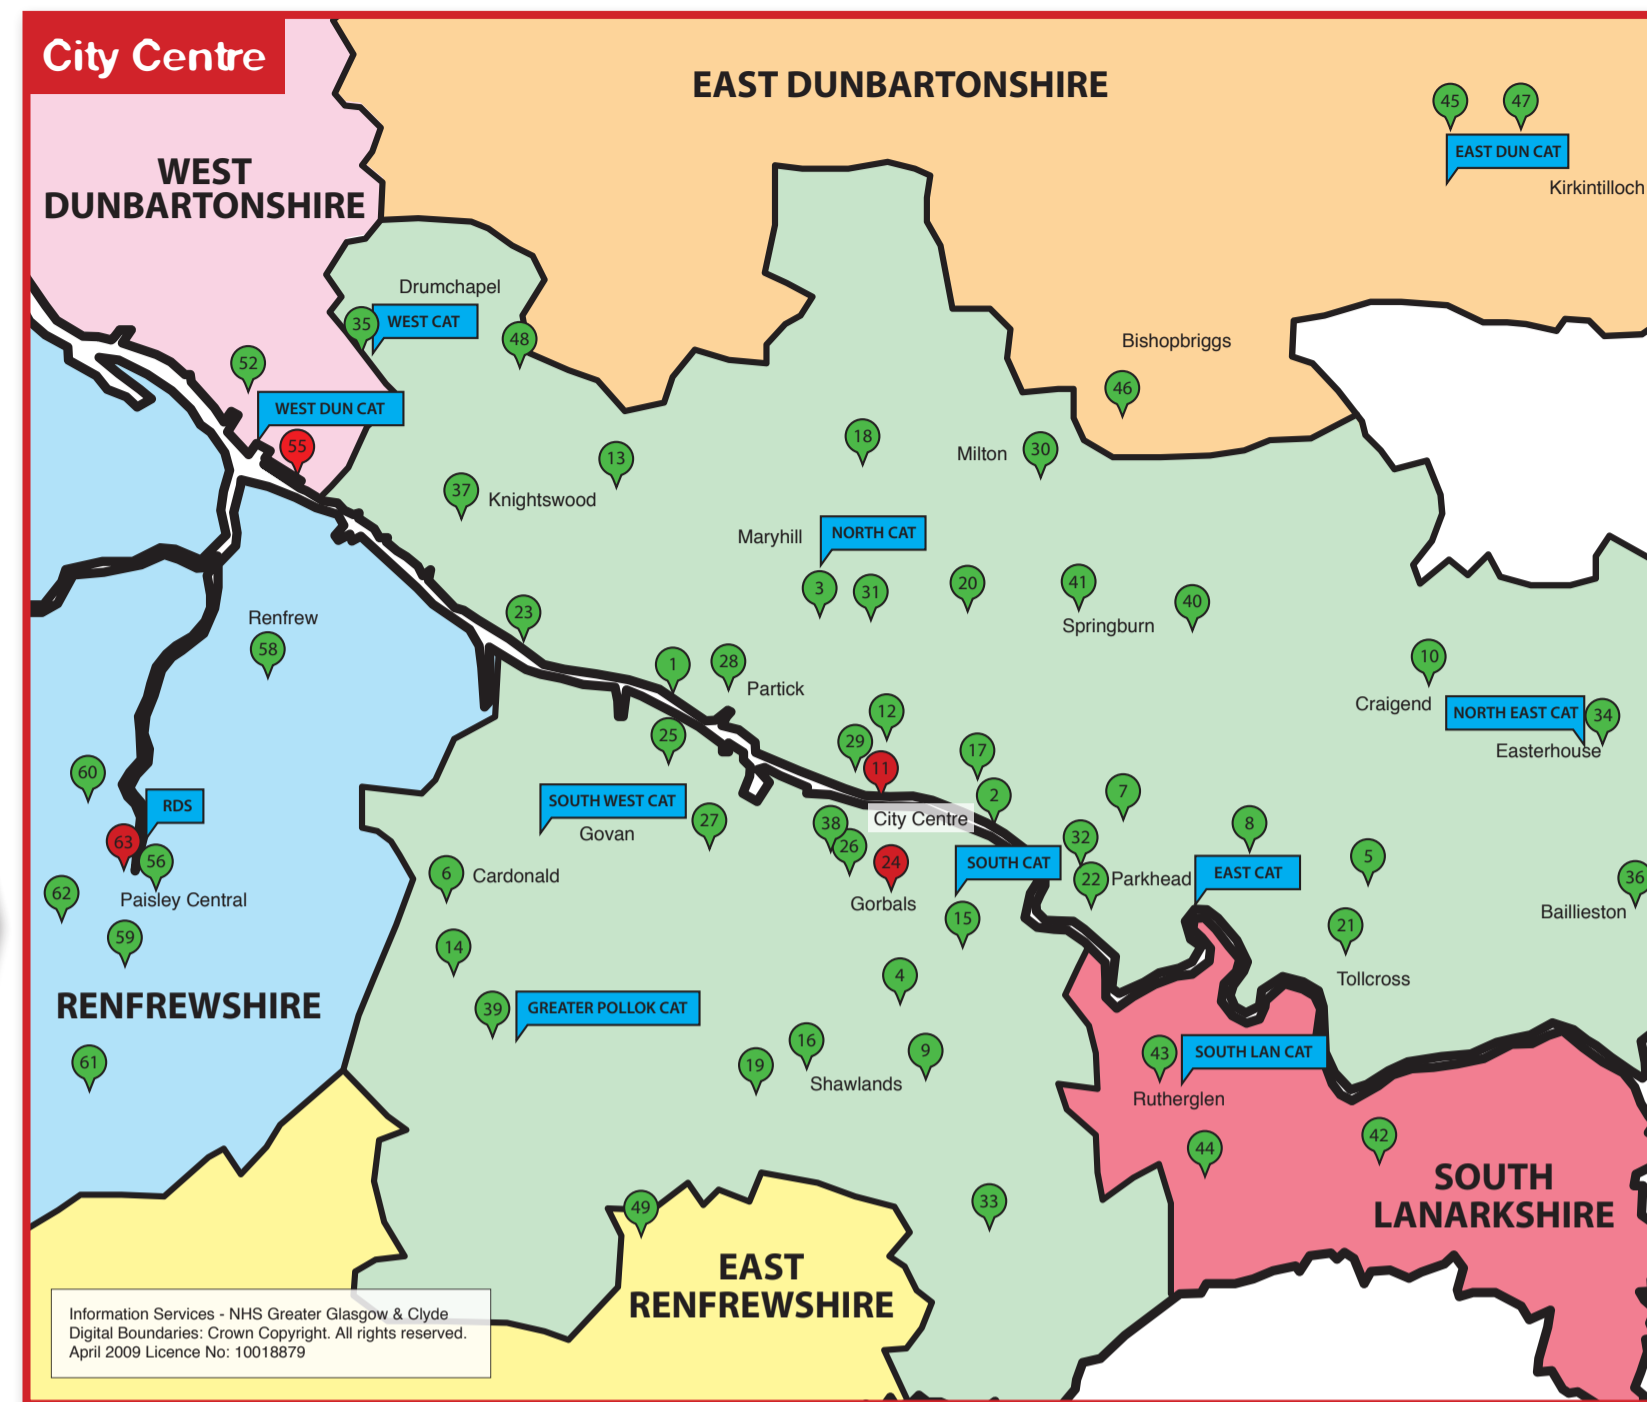 City Centre
EAST DUNBARTONSHIRE
45
47
EAST DUN CAT
Kirkintilloch
WEST
DUNBARTONSHIRE
Drumchapel
35
WEST CAT
48
52
Bishopbriggs
46
WEST DUN CAT
55
18
13
Milton
30
37
Knightswood
Maryhill
NORTH CAT
3
31
20
41
40
Springburn
Renfrew
23
58
1
28
Partick
10
Craigend
NORTH EAST CAT
34
Easterhouse
12
25
29
17
11
60
RDS
SOUTH WEST CAT
Govan
27
2
7
City Centre
38
26
32
8
63
56
24
SOUTH CAT
5
6
Cardonald
22
Parkhead
EAST CAT
36
62
Paisley Central
Gorbals
15
Baillieston
59
14
21
4
Tollcross
RENFREWSHIRE
39
GREATER POLLOK CAT
16
9
43
SOUTH LAN CAT
61
19
Shawlands
Rutherglen
44
42
SOUTH
LANARKSHIRE
49
33
EAST
RENFREWSHIRE
Information Services - NHS Greater Glasgow & Clyde
Digital Boundaries: Crown Copyright. All rights reserved.
April 2009 Licence No: 10018879